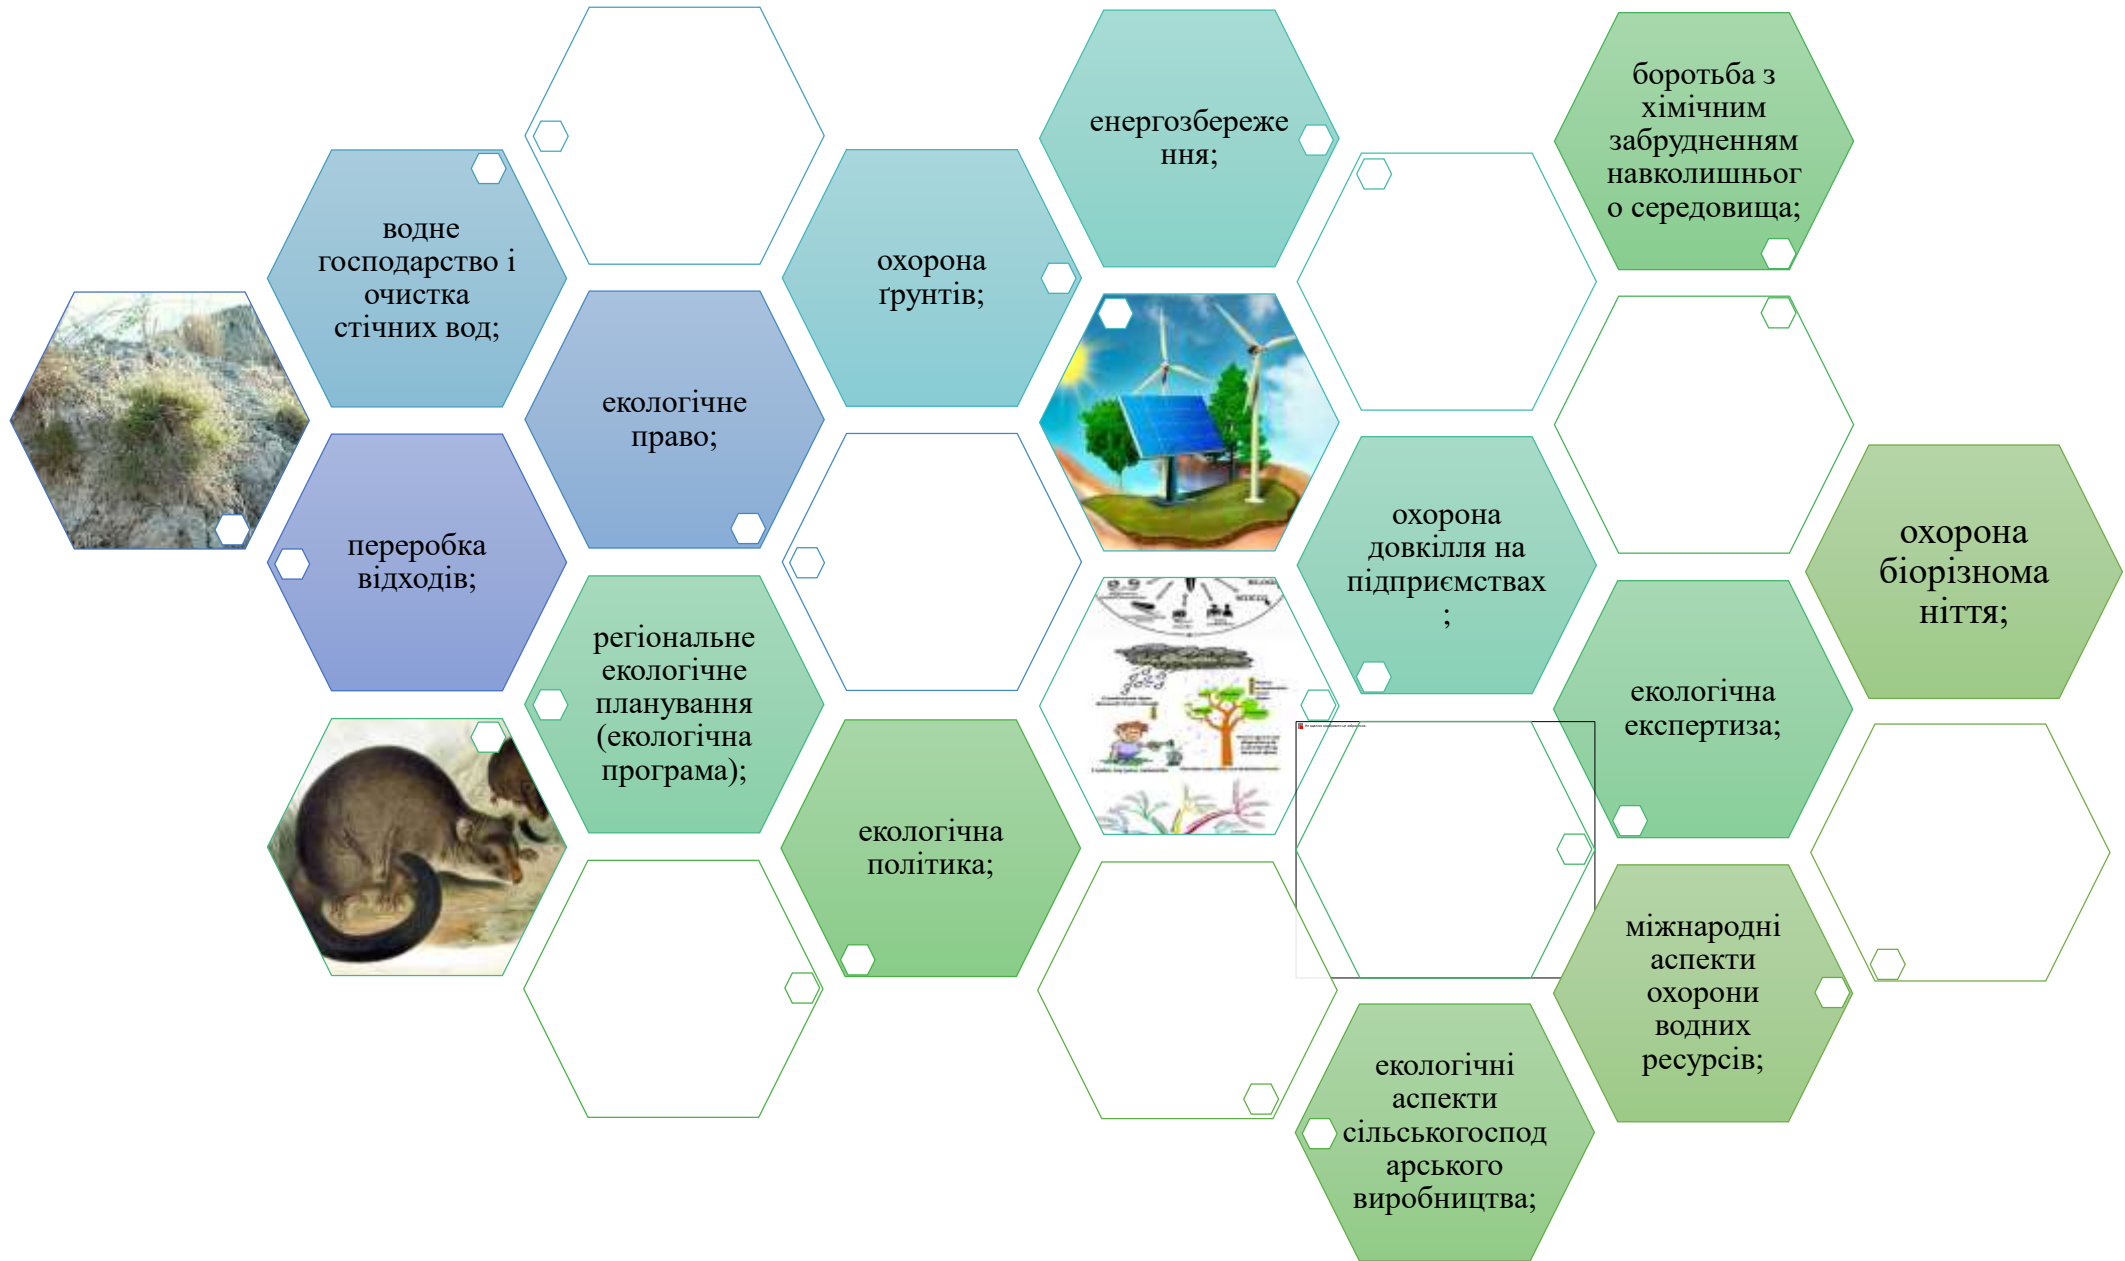 водне
господарство і
очистка
стічних вод;
переробка
відходів;
екологічне
право;
регіональне
екологічне
планування
(екологічна
програма);
охорона
ґрунтів;
екологічна
політика;
енергозбереже
ння;
охорона
довкілля на
підприємствах
;
екологічні
аспекти
сільськогоспод
арського
виробництва;
боротьба з
хімічним
забрудненням
навколишньог
о середовища;
екологічна
експертиза;
міжнародні
аспекти
охорони
водних
ресурсів;
охорона
біорізнома
ніття;